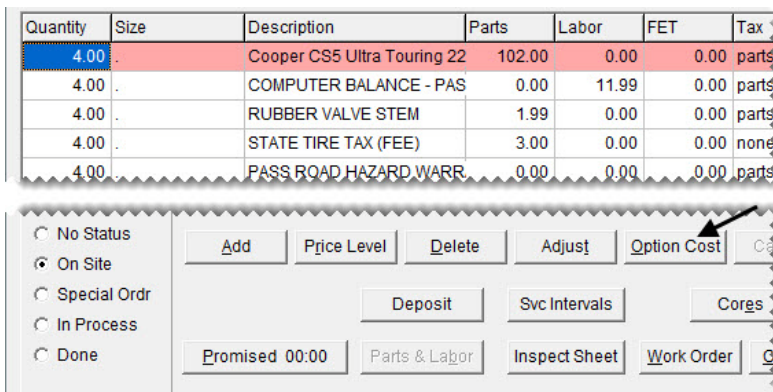 Quantity Size Description Parts Labor FET Tax
4.00 . Cooper CS5 Ultra Touring 22 102.00 0.00 0.00 parts
4.00 . COMPUTER BALANCE - PAS 0.00 11.99 0.00 parts
4.00 . RUBBER VALVE STEM 1.99 0.00 0.00 parts
4.00 . STATE TIRE TAX (FEE) 3.00 0.00 0.00 none
4.00 . PASS ROAD HAZARD WARR 0.00 0.00 0.00 parts
No Status
On Site
Special Ordr
In Process
Done
Add Price Level Delete Adjust Option Cost Ca
Deposit Svc Intervals Cores
Promised 00:00 Parts & Labor Inspect Sheet Work Order